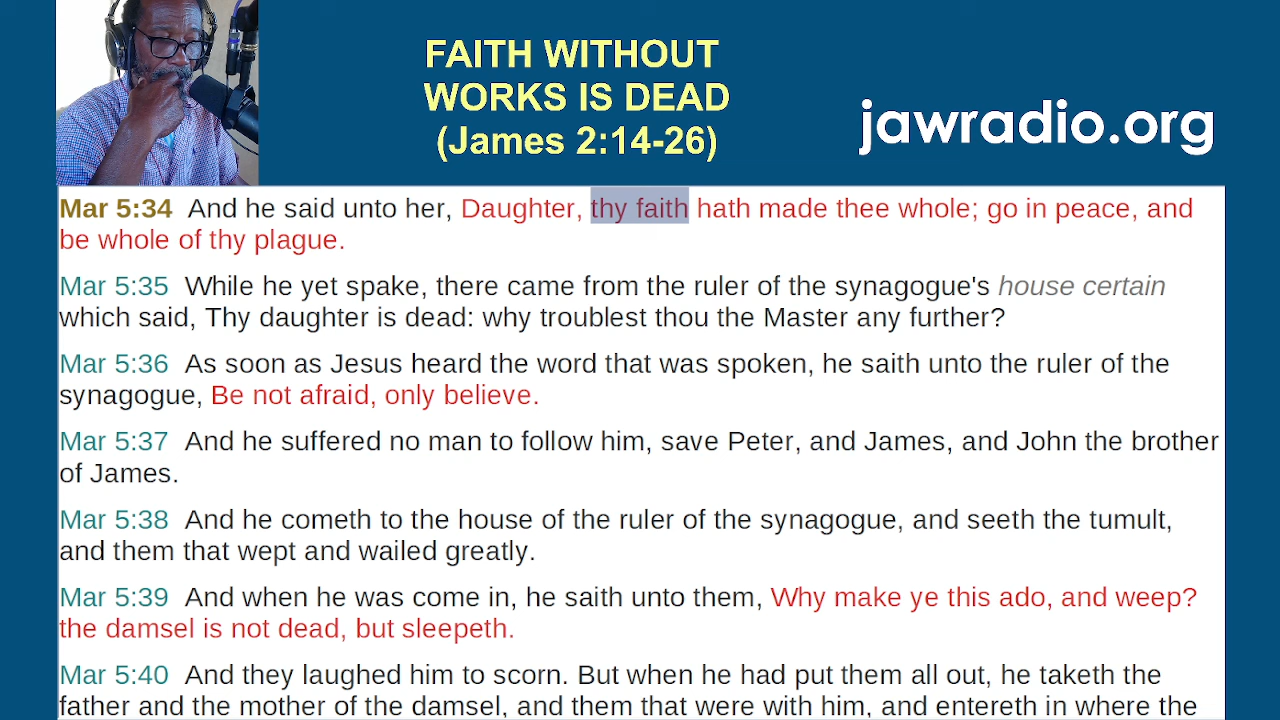 FAITH WITHOUT
WORKS IS DEAD
(James 2:14-26)
jawradio.org
Mar 5:34 And he said unto her, Daughter, thy faith hath made thee whole; go in peace, and
be whole of thy plague.
Mar 5:35 While he yet spake, there came from the ruler of the synagogue's house certain
which said, Thy daughter is dead: why troublest thou the Master any further?
Mar 5:36 As soon as Jesus heard the word that was spoken, he saith unto the ruler of the
synagogue, Be not afraid, only believe.
Mar 5:37 And he suffered no man to follow him, save Peter, and James, and John the brother
of James.
Mar 5:38 And he cometh to the house of the ruler of the synagogue, and seeth the tumult,
and them that wept and wailed greatly.
Mar 5:39 And when he was come in, he saith unto them, Why make ye this ado, and weep?
the damsel is not dead, but sleepeth.
Mar 5:40 And they laughed him to scorn. But when he had put them all out, he taketh the
father and the mother of the damsel, and them that were with him, and entereth in where the